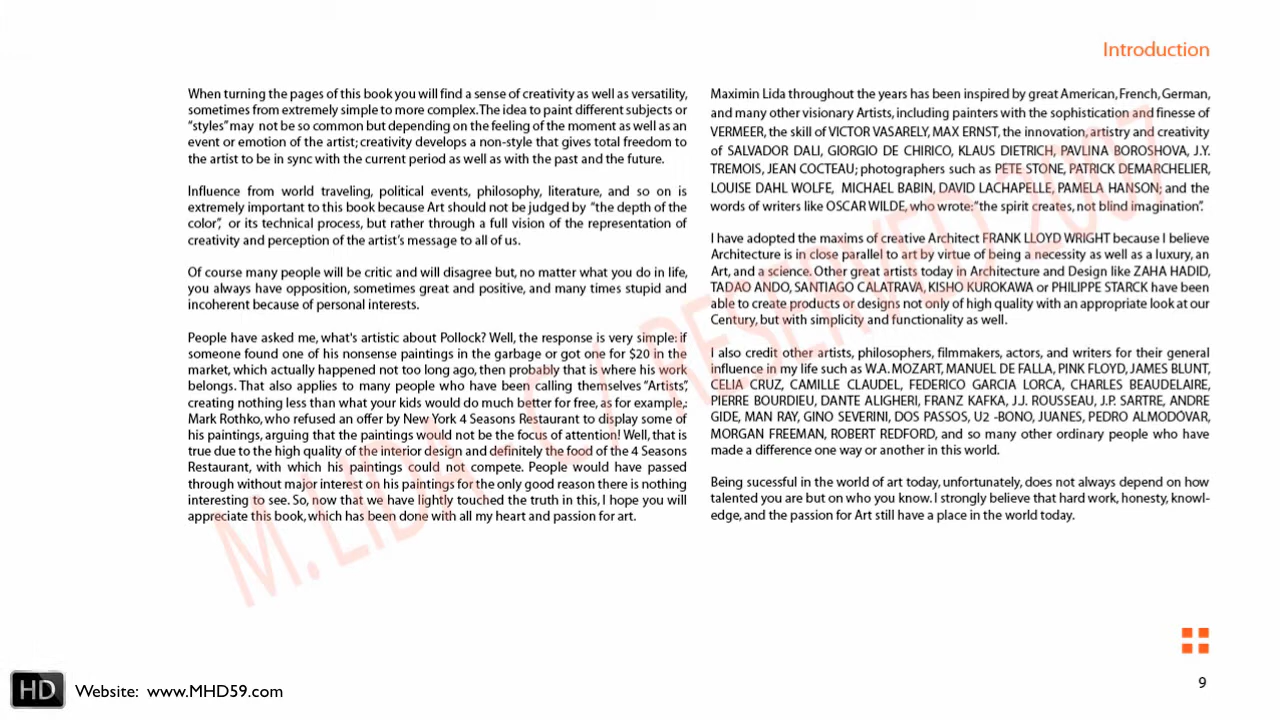 Introduction
When turning the pages of this book you will find a sense of creativity as well as versatility,
sometimes from extremely simple to more complex. The idea to paint different subjects or
“styles” may not be so common but depending on the feeling of the moment as well as an
event or emotion of the artist; creativity develops a non-style that gives total freedom to
the artist to be in sync with the current period as well as with the past and the future.
Influence from world traveling, political events, philosophy, literature, and so on is
extremely important to this book because Art should not be judged by “the depth of the
color”, or its technical process, but rather through a full vision of the representation of
creativity and perception of the artist’s message to all of us.
Of course many people will be critic and will disagree but, no matter what you do in life,
you always have opposition, sometimes great and positive, and many times stupid and
incoherent because of personal interests.
People have asked me, what's artistic about Pollock? Well, the response is very simple: if
someone found one of his nonsense paintings in the garbage or got one for $20 in the
market, which actually happened not too long ago, then probably that is where his work
belongs. That also applies to many people who have been calling themselves “Artists”,
creating nothing less than what your kids would do much better for free, as for example,:
Mark Rothko, who refused an offer by New York 4 Seasons Restaurant to display some of
his paintings, arguing that the paintings would not be the focus of attention! Well, that is
true due to the high quality of the interior design and definitely the food of the 4 Seasons
Restaurant, with which his paintings could not compete. People would have passed
through without major interest on his paintings for the only good reason there is nothing
interesting to see. So, now that we have lightly touched the truth in this, I hope you will
appreciate this book, which has been done with all my heart and passion for art.
Maximin Lida throughout the years has been inspired by great American, French, German,
and many other visionary Artists, including painters with the sophistication and finesse of
VERMEER, the skill of VICTOR VASARELY, MAX ERNST, the innovation, artistry and creativity
of SALVADOR DALI, GIORGIO DE CHIRICO, KLAUS DIETRICH, PAVLINA BOROSHOVA, J.Y.
TREMOIS, JEAN COCTEAU; photographers such as PETE STONE, PATRICK DEMARCHELIER,
LOUISE DAHL WOLFE, MICHAEL BABIN, DAVID LACHAPELLE, PAMELA HANSON; and the
words of writers like OSCAR WILDE, who wrote: “the spirit creates, not blind imagination”.
I have adopted the maxims of creative Architect FRANK LLOYD WRIGHT because I believe
Architecture is in close parallel to art by virtue of being a necessity as well as a luxury, an
Art, and a science. Other great artists today in Architecture and Design like ZAHA HADID,
TADAO ANDO, SANTIAGO CALATRAVA, KISHO KUROKAWA or PHILIPPE STARCK have been
able to create products or designs not only of high quality with an appropriate look at our
Century, but with simplicity and functionality as well.
I also credit other artists, philosophers, filmmakers, actors, and writers for their general
influence in my life such as W.A. MOZART, MANUEL DE FALLA, PINK FLOYD, JAMES BLUNT,
CELIA CRUZ, CAMILLE CLAUDEL, FEDERICO GARCIA LORCA, CHARLES BEAUDELAIRE,
PIERRE BOURDIEU, DANTE ALIGHERI, FRANZ KAFKA, J.J. ROUSSEAU, J.P. SARTRE, ANDRE
GIDE, MAN RAY, GINO SEVERINI, DOS PASSOS, U2 -BONO, JUANES, PEDRO ALMODÓVAR,
MORGAN FREEMAN, ROBERT REDFORD, and so many other ordinary people who have
made a difference one way or another in this world.
Being sucessful in the world of art today, unfortunately, does not always depend on how
talented you are but on who you know. I strongly believe that hard work, honesty, knowl-
edge, and the passion for Art still have a place in the world today.
9
HD Website: www.MHD59.com